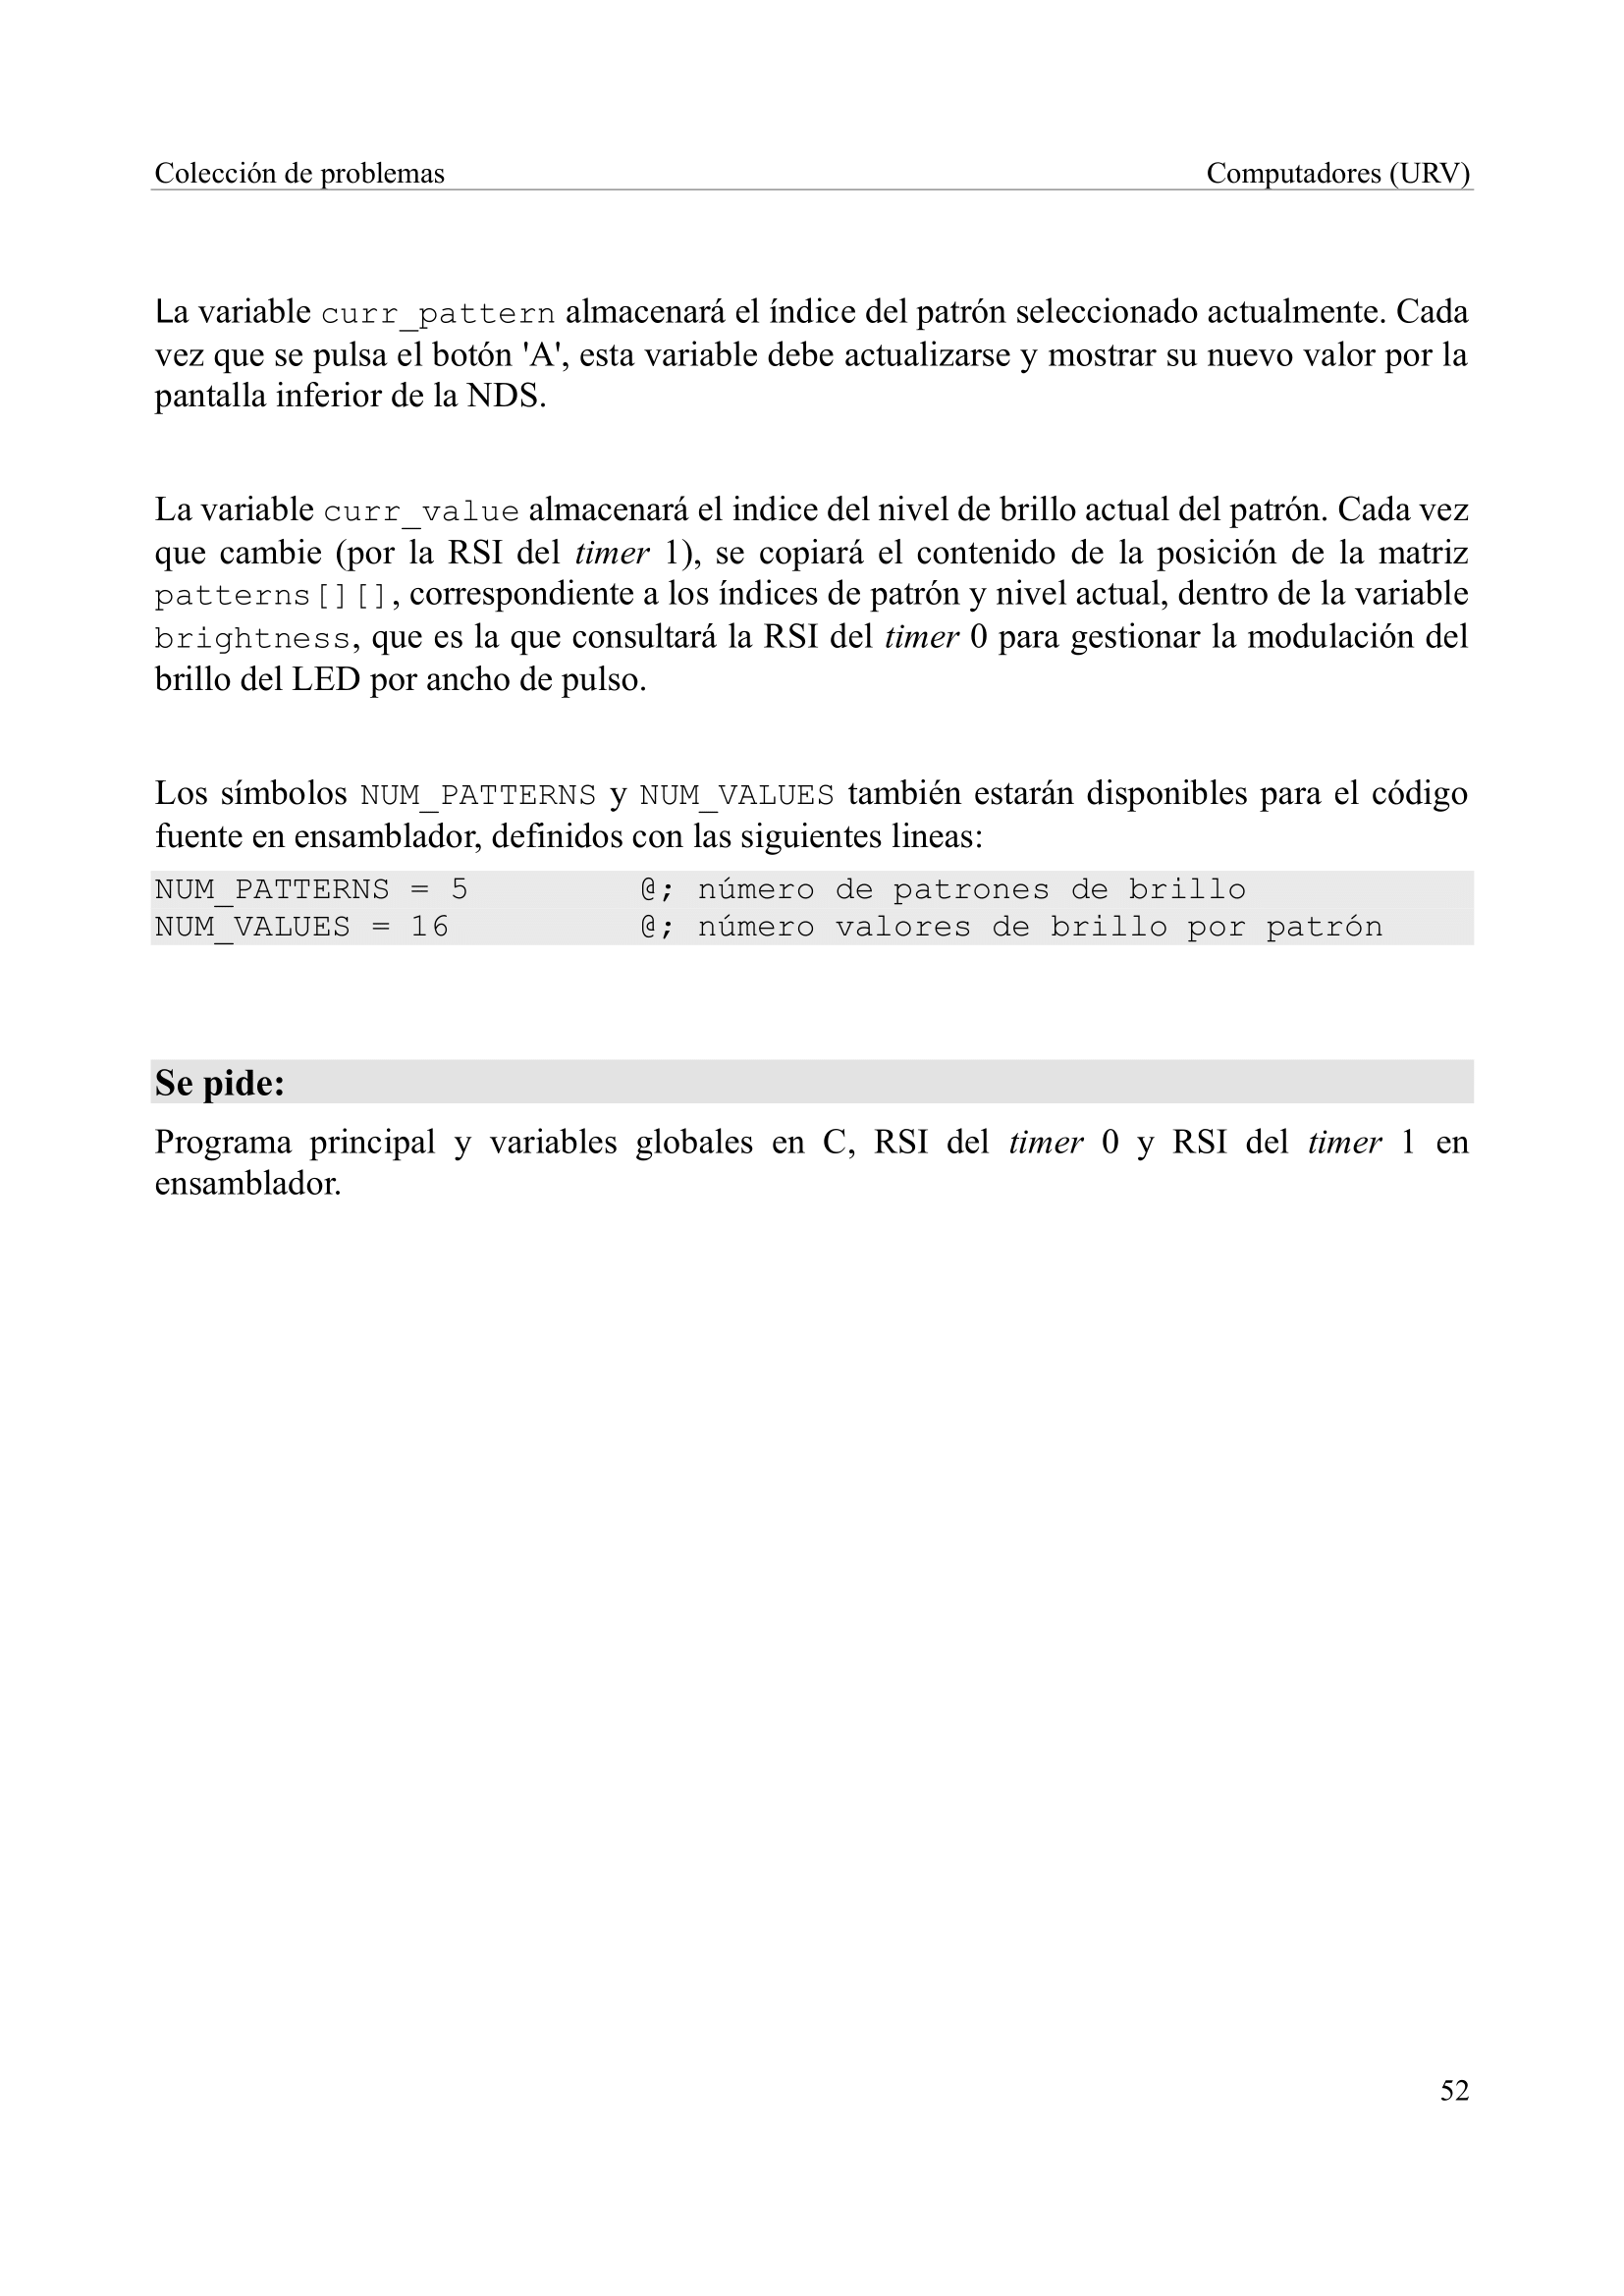 Colección de problemas Computadores (URV)
La variable curr_pattern almacenará el índice del patrón seleccionado actualmente. Cada
vez que se pulsa el botón 'A', esta variable debe actualizarse y mostrar su nuevo valor por la
pantalla inferior de la NDS.
La variable curr_value almacenará el indice del nivel de brillo actual del patrón. Cada vez
que cambie (por la RSI del timer 1), se copiará el contenido de la posición de la matriz
patterns[][], correspondiente a los índices de patrón y nivel actual, dentro de la variable
brightness, que es la que consultará la RSI del timer 0 para gestionar la modulación del
brillo del LED por ancho de pulso.
Los símbolos NUM_PATTERNS y NUM_VALUES también estarán disponibles para el código
fuente en ensamblador, definidos con las siguientes lineas:
NUM_PATTERNS = 5 @; número de patrones de brillo
NUM_VALUES = 16 @; número valores de brillo por patrón
Se pide:
Programa principal y variables globales en C, RSI del timer 0 y RSI del timer 1 en
ensamblador.
52